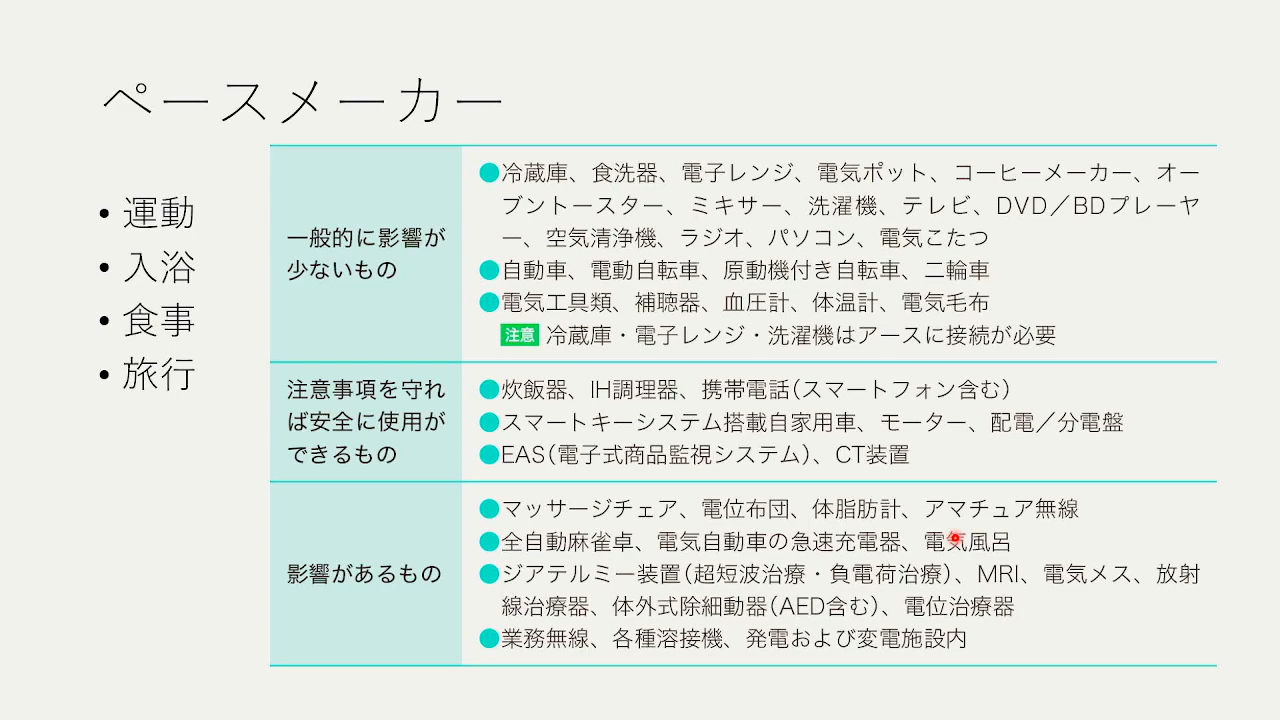 ペースメーカー
• 運動
• 入浴
• 食事
• 旅行
一般的に影響が
少ないもの
●冷蔵庫、食洗器、電子レンジ、電気ポット、コーヒーメーカー、オー
ブントースター、ミキサー、洗濯機、テレビ、DVD／BDプレーヤ
ー、空気清浄機、ラジオ、パソコン、電気こたつ
●自動車、電動自転車、原動機付き自転車、二輪車
●電気工具類、補聴器、血圧計、体温計、電気毛布
注意 冷蔵庫・電子レンジ・洗濯機はアースに接続が必要
注意事項を守れ
ば安全に使用が
できるもの
●炊飯器、IH調理器、携帯電話（スマートフォン含む）
●スマートキーシステム搭載自家用車、モーター、配電／分電盤
●EAS（電子式商品監視システム）、CT装置
影響があるもの
●マッサージチェア、電位布団、体脂肪計、アマチュア無線
●全自動麻雀卓、電気自動車の急速充電器、電気風呂
●ジアテルミー装置（超短波治療・負電荷治療）、MRI、電気メス、放射
線治療器、体外式除細動器（AED含む）、電位治療器
●業務無線、各種溶接機、発電および変電施設内